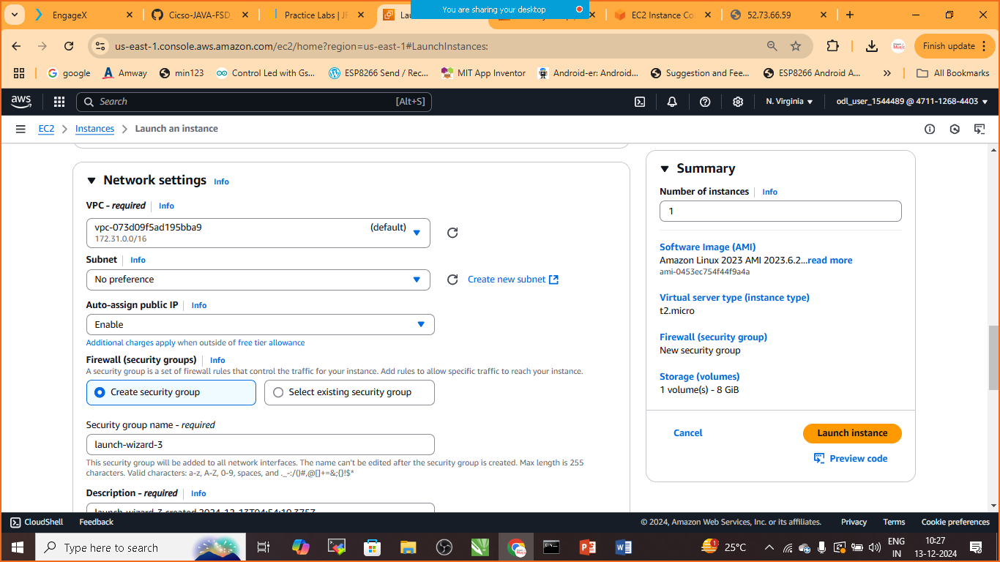 You are sharing your desktop
EngageX
Cicso-JAVA-FSD_
Practice Labs | JF
Lau
EC2 Instance Co
52.73.66.59
us-east-1.console.aws.amazon.com/ec2/home?region=us-east-1#LaunchInstances:
Finish update
google
Amway
min123
Control Led with Gs...
ESP8266 Send / Rec...
MIT App Inventor
Android-er: Android...
Suggestion and Fee...
ESP8266 Android A...
All Bookmarks
aws
Search
[Alt+S]
N. Virginia
odl_user_1544489 @ 4711-1268-4403
EC2
Instances
Launch an instance
Network settings Info
VPC - required Info
vpc-073d09f5ad195bba9 (default)
172.31.0.0/16
Subnet Info
No preference
Create new subnet
Auto-assign public IP Info
Enable
Additional charges apply when outside of free tier allowance
Firewall (security groups) Info
A security group is a set of firewall rules that control the traffic for your instance. Add rules to allow specific traffic to reach your instance.
Create security group
Select existing security group
Security group name - required
launch-wizard-3
This security group will be added to all network interfaces. The name can't be edited after the security group is created. Max length is 255
characters. Valid characters: a-z, A-Z, 0-9, spaces, and ._-:/()#,@[]+=&;{}!$*
Description - required Info
launch-wizard-3 created 2024-12-13T04:54:10.375Z
Summary
Number of instances Info
1
Software Image (AMI)
Amazon Linux 2023 AMI 2023.6.2...read more
ami-0453ec754f44f9a4a
Virtual server type (instance type)
t2.micro
Firewall (security group)
New security group
Storage (volumes)
1 volume(s) - 8 GiB
Cancel
Launch instance
Preview code
CloudShell
Feedback
© 2024, Amazon Web Services, Inc. or its affiliates.
Privacy
Terms
Cookie preferences
Type here to search
25°C
ENG
IN
10:27
13-12-2024